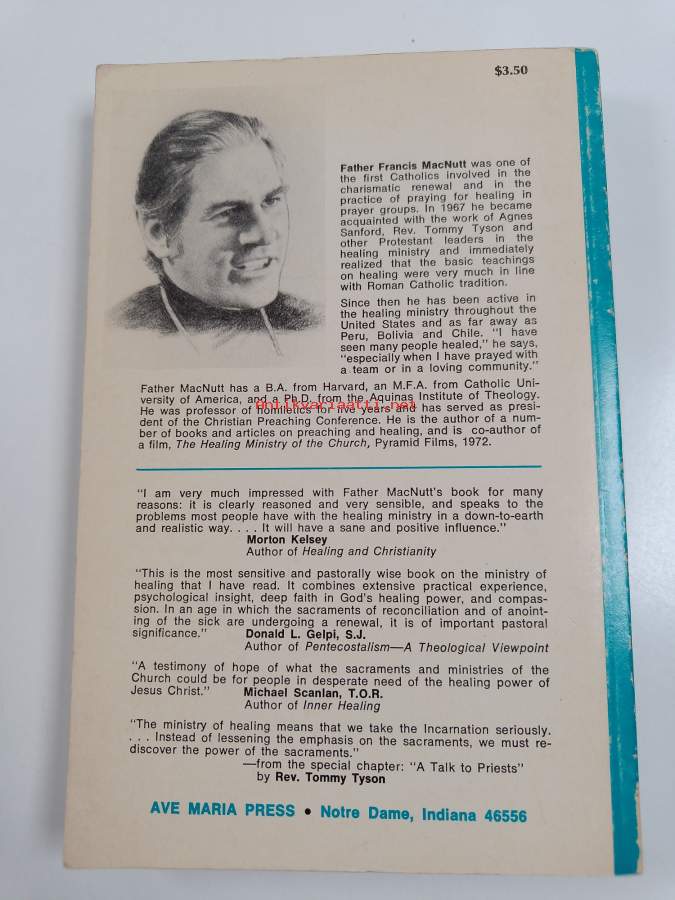 $3.50
Father Francis MacNutt was one of
the first Catholics involved in the
charismatic renewal and in the
practice of praying for healing in
prayer groups. In 1967 he became
acquainted with the work of Agnes
Sanford, Rev. Tommy Tyson and
other Protestant leaders in the
healing ministry and immediately
realized that the basic teachings
on healing were very much in line
with Roman Catholic tradition.
Since then he has been active in
the healing ministry throughout the
United States and as far away as
Peru, Bolivia and Chile. "I have
seen many people healed," he says,
"especially when I have prayed with
a team or in a loving community."
Father MacNutt has a B.A. from Harvard, an M.F.A. from Catholic Uni-
versity of America, and a Ph.D. from the Aquinas Institute of Theology.
antikvariaatti.net
He was professor of homiletics for five years and has served as presi-
dent of the Christian Preaching Conference. He is the author of a num-
ber of books and articles on preaching and healing, and is co-author of
a film, The Healing Ministry of the Church, Pyramid Films, 1972.
"I am very much impressed with Father MacNutt's book for many
reasons: it is clearly reasoned and very sensible, and speaks to the
problems most people have with the healing ministry in a down-to-earth
and realistic way. . . . It will have a sane and positive influence."
Morton Kelsey
Author of Healing and Christianity
"This is the most sensitive and pastorally wise book on the ministry of
healing that I have read. It combines extensive practical experience,
psychological insight, deep faith in God's healing power, and compas-
sion. In an age in which the sacraments of reconciliation and of anoint-
ing of the sick are undergoing a renewal, it is of important pastoral
significance." Donald L. Gelpi, S.J.
Author of Pentecostalism—A Theological Viewpoint
"A testimony of hope of what the sacraments and ministries of the
Church could be for people in desperate need of the healing power of
Jesus Christ." Michael Scanlan, T.O.R.
Author of Inner Healing
"The ministry of healing means that we take the Incarnation seriously.
. . . Instead of lessening the emphasis on the sacraments, we must re-
discover the power of the sacraments."
—from the special chapter: "A Talk to Priests"
by Rev. Tommy Tyson
AVE MARIA PRESS • Notre Dame, Indiana 46556